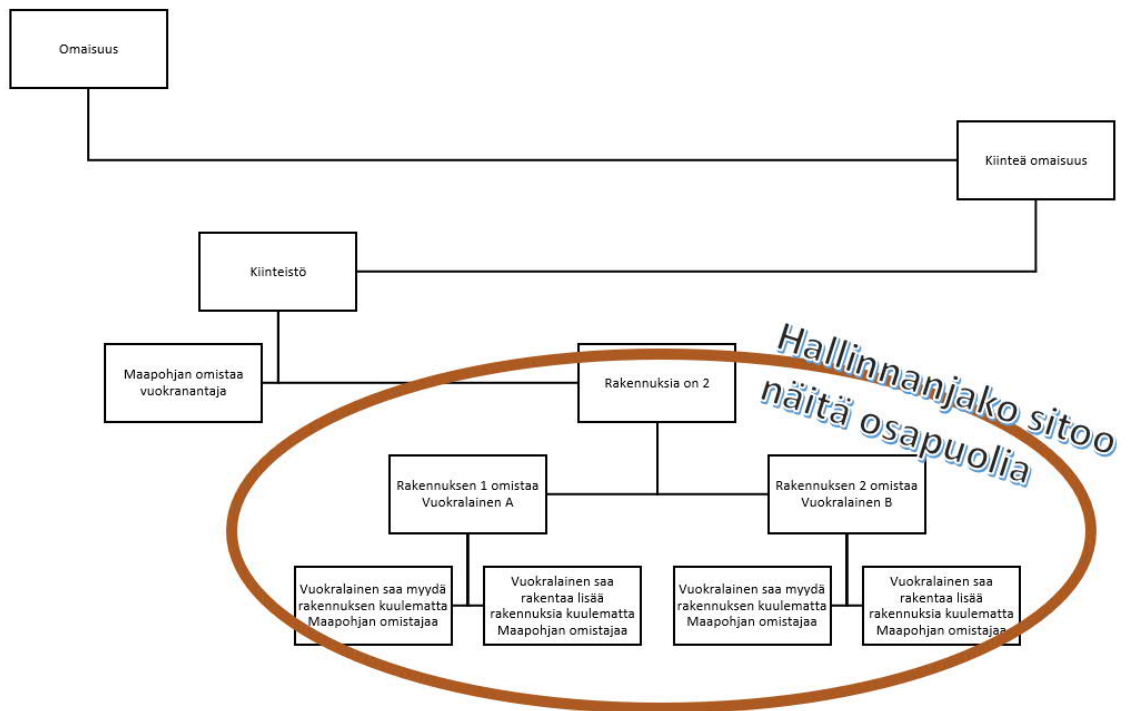 Omaisuus
Kiinteä omaisuus
Kiinteistö
Maapohjan omistaa
vuokranantaja
Rakennuksia on 2
Hallinnanjako sitoo
näitä osapuolia
Rakennuksen 1 omistaa
Vuokralainen A
Rakennuksen 2 omistaa
Vuokralainen B
Vuokralainen saa myydä
rakennuksen kuulematta
Maapohjan omistajaa
Vuokralainen saa
rakentaa lisää
rakennuksia kuulematta
Maapohjan omistajaa
Vuokralainen saa myydä
rakennuksen kuulematta
Maapohjan omistajaa
Vuokralainen saa
rakentaa lisää
rakennuksia kuulematta
Maapohjan omistajaa